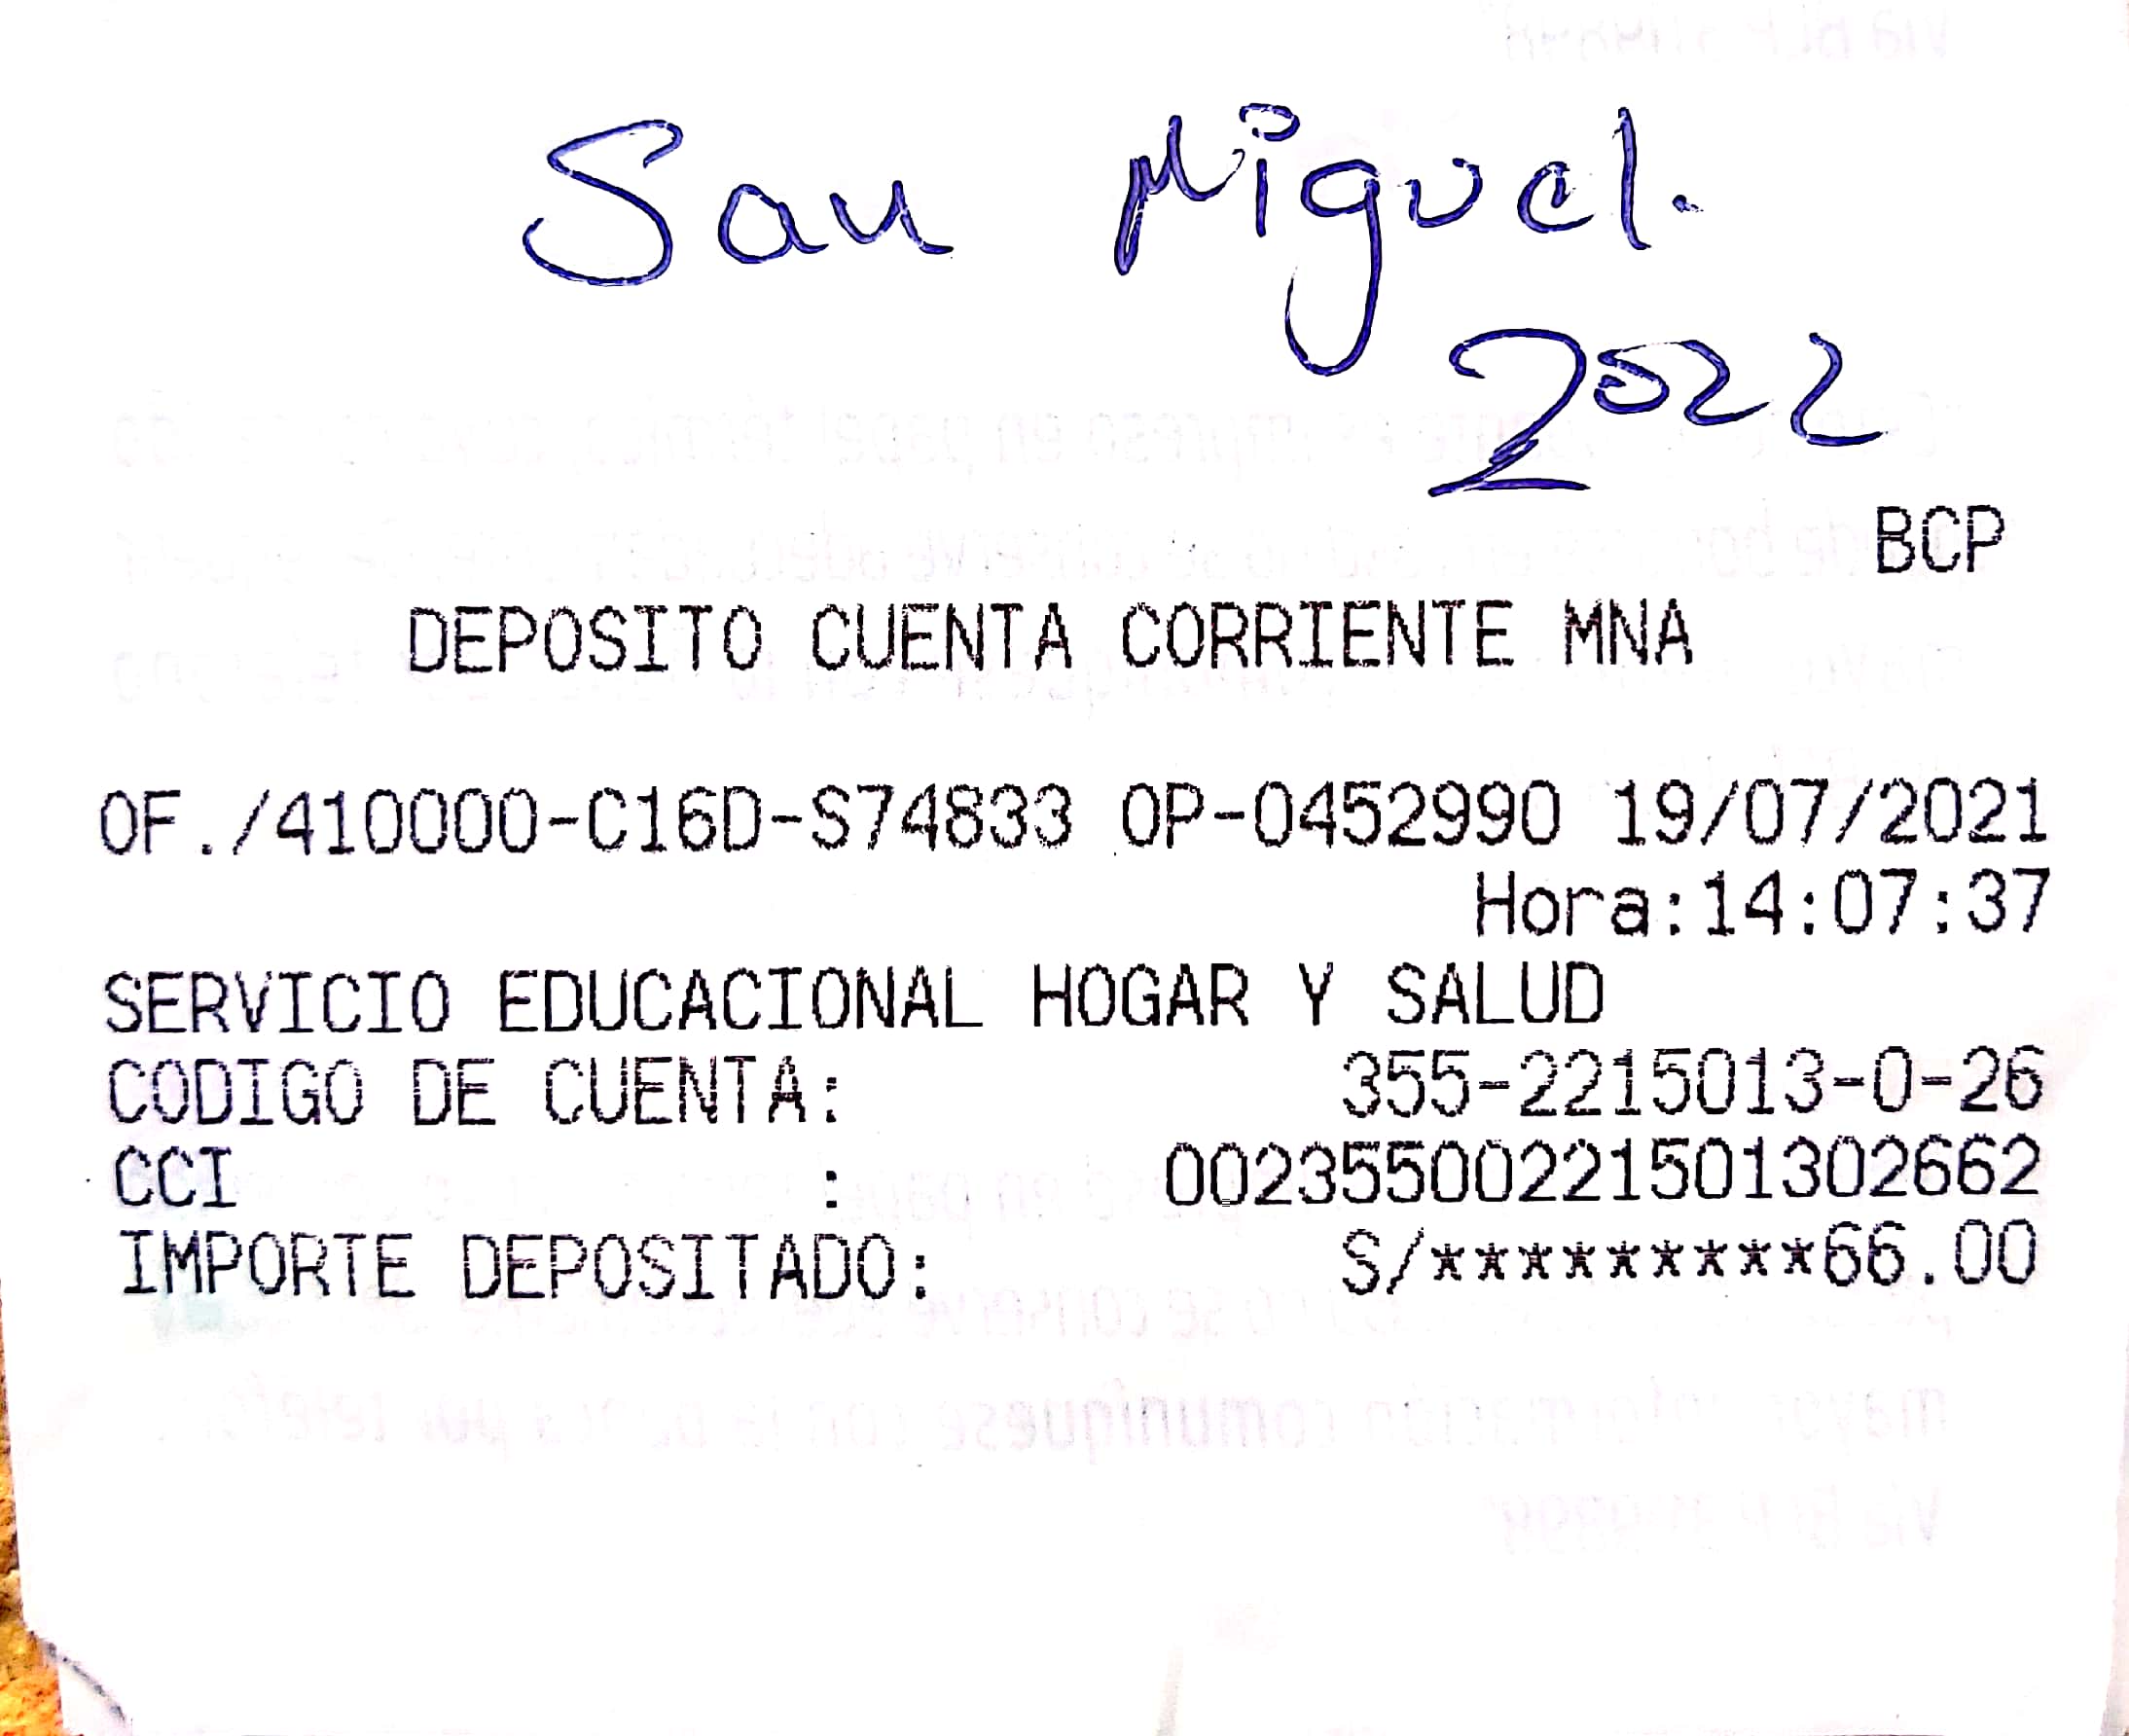 San Miguel.
2022
BCP
DEPOSITO CUENTA CORRIENTE MNA
OF./410000-C16D-S74833 OP-0452990 19/07/2021
Hora:14:07:37
SERVICIO EDUCACIONAL HOGAR Y SALUD
CODIGO DE CUENTA: 355-2215013-0-26
CCI : 00235500221501302662
IMPORTE DEPOSITADO: S/*********66.00